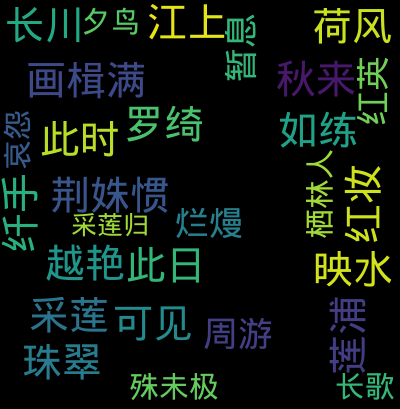 长川
夕鸟
江上
暂息
荷风
画楫满
秋来
红英
哀怨
此时
罗绮
如练
纤手
荆姝惯
栖林人
红妆
采莲归
烂熳
越艳
此日
映水
采莲
可见
周游
莲浦
珠翠
殊未极
长歌